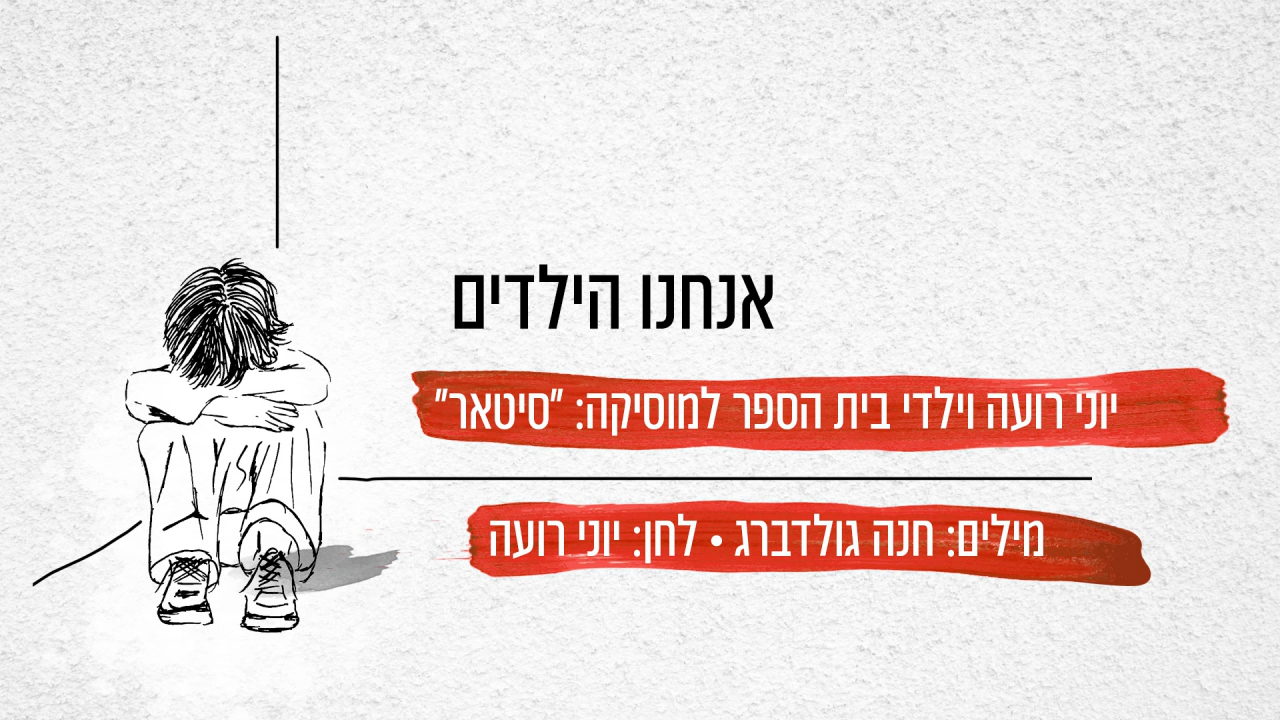 אנחנו הילדים
יוני רועה וילדי בית הספר למוסיקה: "סיטאר"
מילים: חנה גולדברג • לחן: יוני רועה